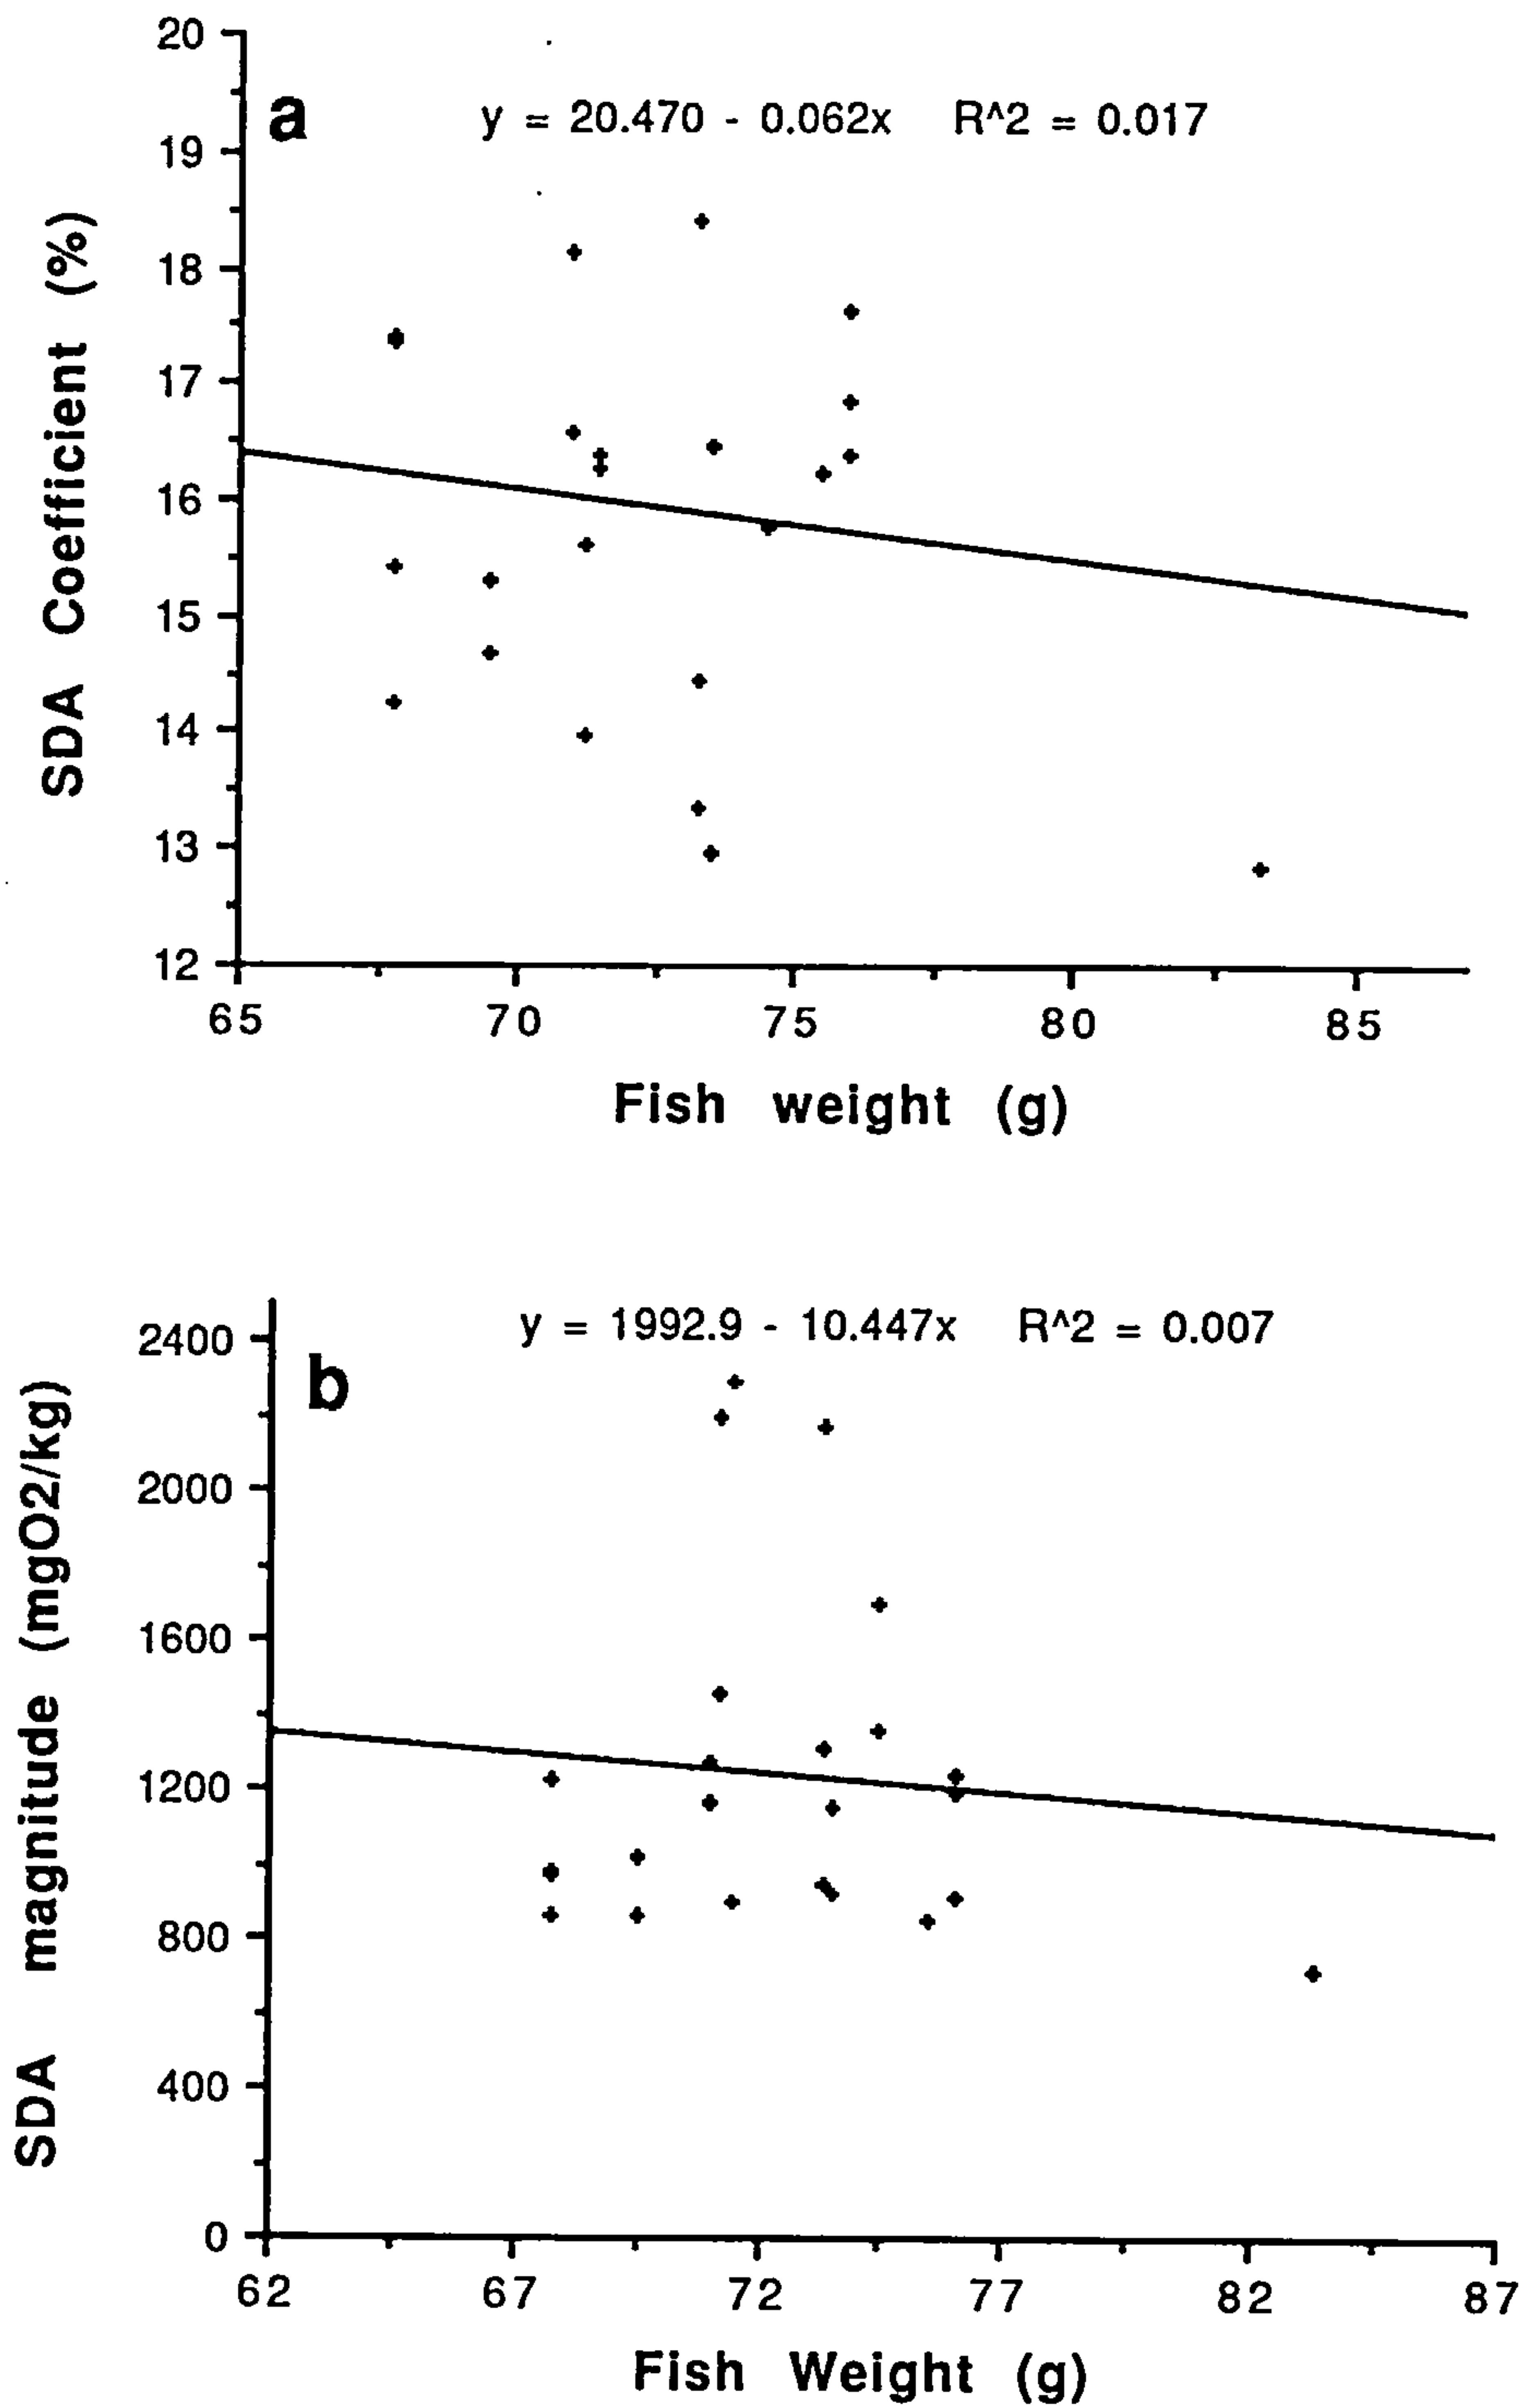 a
y = 20.470 - 0.062x R^2 = 0.017
SDA Coefficient (%)
20
19
18
17
16
15
14
13
12
65 70 75 80 85
Fish weight (g)
b
y = 1992.9 - 10.447x R^2 = 0.007
SDA magnitude (mgO2/kg)
2400
2000
1600
1200
800
400
0
62 67 72 77 82 87
Fish Weight (g)